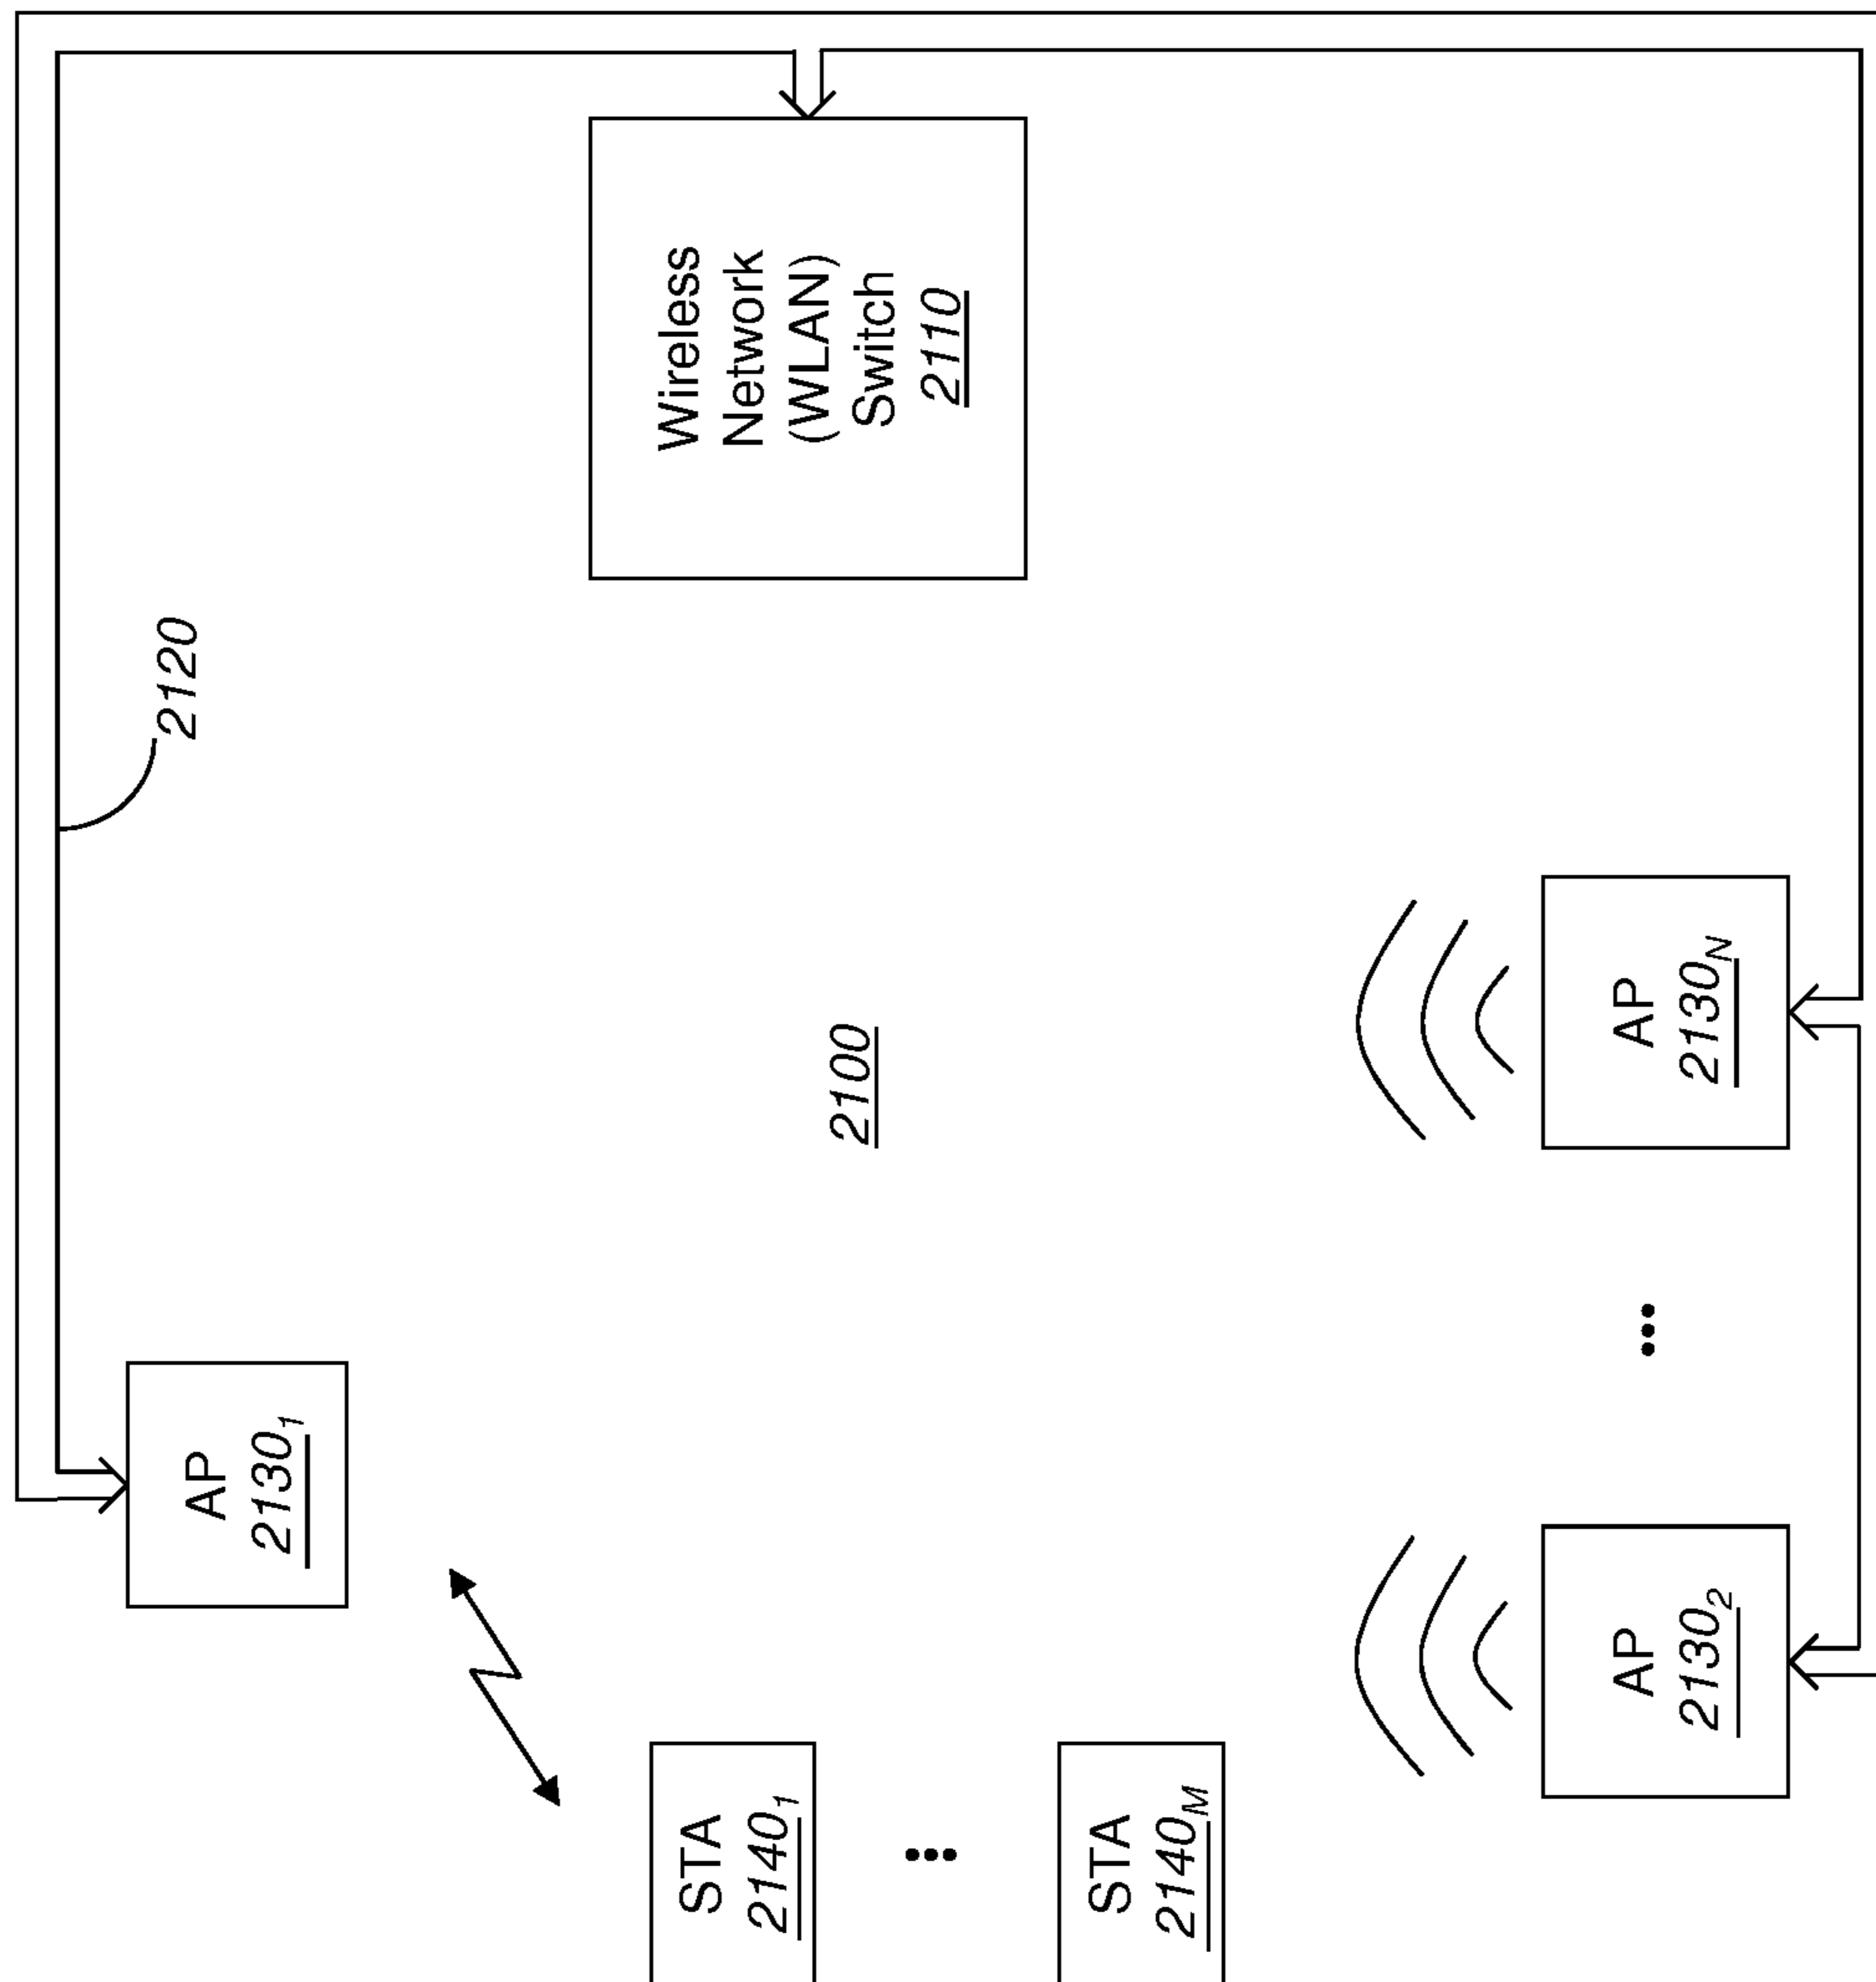 Wireless
Network
(WLAN)
Switch
2110
2120
2100
AP
2130N
AP
2130₁
AP
2130₂
STA
2140₁
STA
2140M